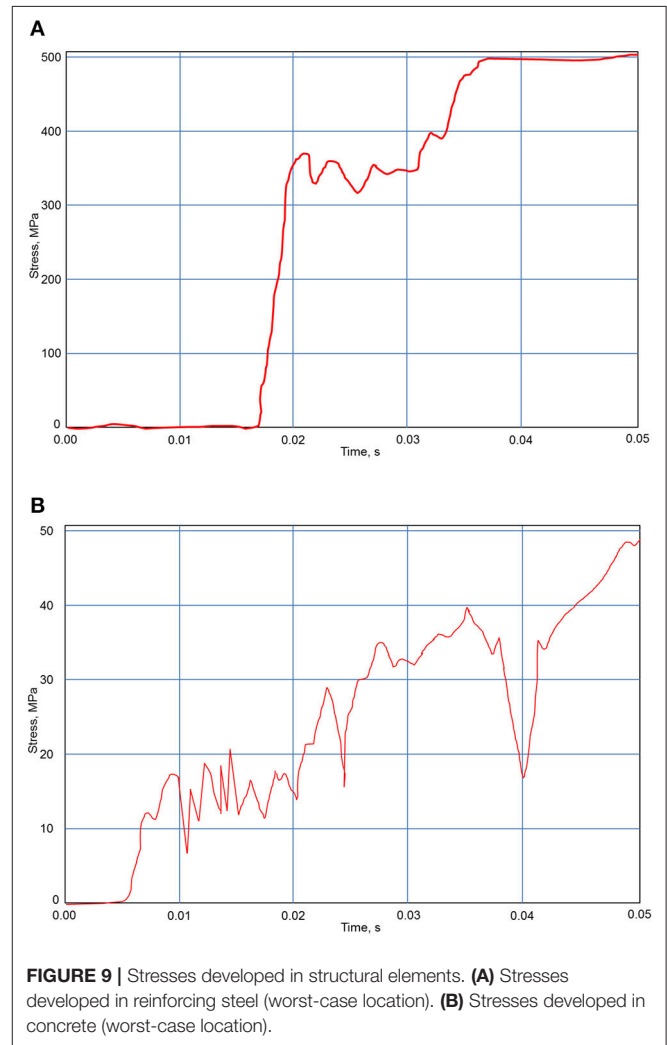 A
500
400
300
200
100
0
Stress, MPa
0.00 0.01 0.02 0.03 0.04 0.05
Time, s
B
50
40
30
20
10
0
Stress, MPa
0.00 0.01 0.02 0.03 0.04 0.05
Time, s
FIGURE 9 | Stresses developed in structural elements. (A) Stresses
developed in reinforcing steel (worst-case location). (B) Stresses developed in
concrete (worst-case location).